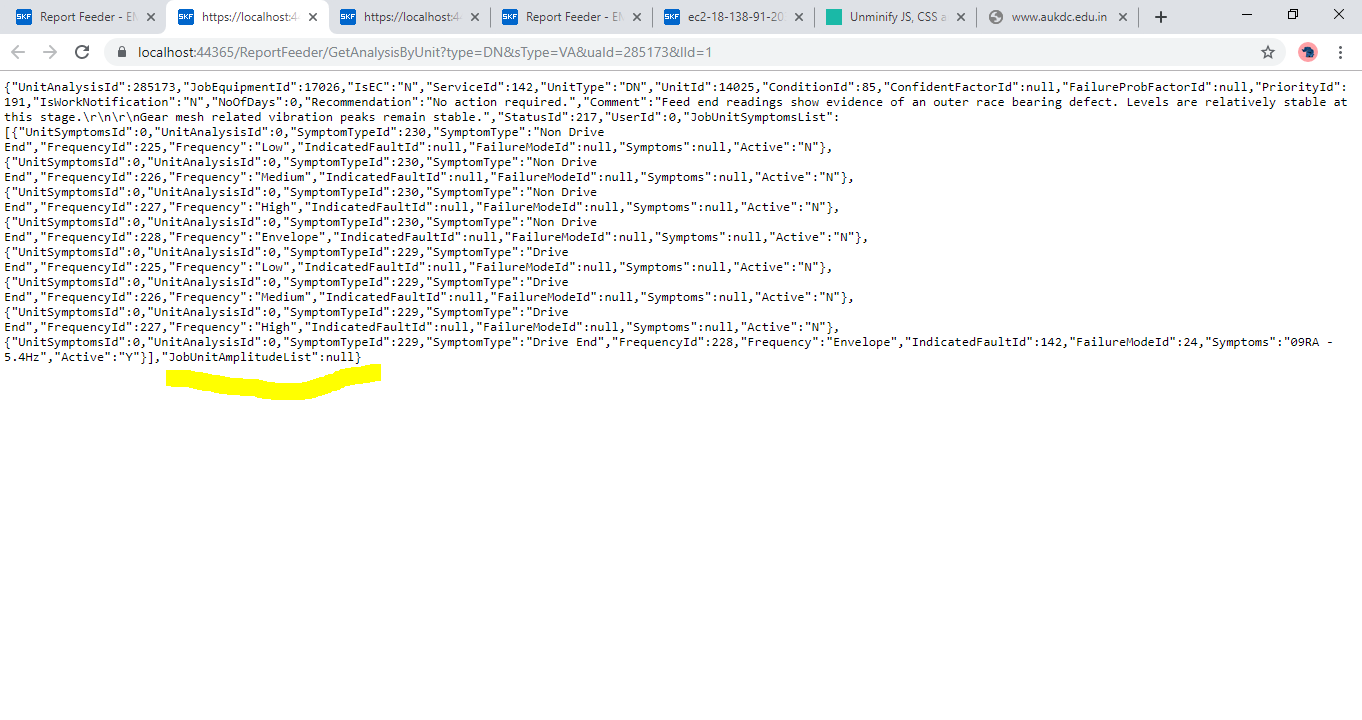 SKF Report Feeder - EM
SKF https://localhost:4
SKF https://localhost:4
SKF Report Feeder - EM
SKF ec2-18-138-91-20
Unminify JS, CSS a
www.aukdc.edu.in
localhost:44365/ReportFeeder/GetAnalysisByUnit?type=DN&sType=VA&uaId=285173&lId=1
{"UnitAnalysisId":285173,"JobEquipmentId":17026,"IsEC":"N","ServiceId":142,"UnitType":"DN","UnitId":14025,"ConditionId":85,"ConfidentFactorId":null,"FailureProbFactorId":null,"PriorityId":
191,"IsWorkNotification":"N","NoOfDays":0,"Recommendation":"No action required.","Comment":"Feed end readings show evidence of an outer race bearing defect. Levels are relatively stable at
this stage.\r\n\r\nGear mesh related vibration peaks remain stable.","StatusId":217,"UserId":0,"JobUnitSymptomsList":
[{"UnitSymptomsId":0,"UnitAnalysisId":0,"SymptomTypeId":230,"SymptomType":"Non Drive
End","FrequencyId":225,"Frequency":"Low","IndicatedFaultId":null,"FailureModeId":null,"Symptoms":null,"Active":"N"},
{"UnitSymptomsId":0,"UnitAnalysisId":0,"SymptomTypeId":230,"SymptomType":"Non Drive
End","FrequencyId":226,"Frequency":"Medium","IndicatedFaultId":null,"FailureModeId":null,"Symptoms":null,"Active":"N"},
{"UnitSymptomsId":0,"UnitAnalysisId":0,"SymptomTypeId":230,"SymptomType":"Non Drive
End","FrequencyId":227,"Frequency":"High","IndicatedFaultId":null,"FailureModeId":null,"Symptoms":null,"Active":"N"},
{"UnitSymptomsId":0,"UnitAnalysisId":0,"SymptomTypeId":230,"SymptomType":"Non Drive
End","FrequencyId":228,"Frequency":"Envelope","IndicatedFaultId":null,"FailureModeId":null,"Symptoms":null,"Active":"N"},
{"UnitSymptomsId":0,"UnitAnalysisId":0,"SymptomTypeId":229,"SymptomType":"Drive
End","FrequencyId":225,"Frequency":"Low","IndicatedFaultId":null,"FailureModeId":null,"Symptoms":null,"Active":"N"},
{"UnitSymptomsId":0,"UnitAnalysisId":0,"SymptomTypeId":229,"SymptomType":"Drive
End","FrequencyId":226,"Frequency":"Medium","IndicatedFaultId":null,"FailureModeId":null,"Symptoms":null,"Active":"N"},
{"UnitSymptomsId":0,"UnitAnalysisId":0,"SymptomTypeId":229,"SymptomType":"Drive
End","FrequencyId":227,"Frequency":"High","IndicatedFaultId":null,"FailureModeId":null,"Symptoms":null,"Active":"N"},
{"UnitSymptomsId":0,"UnitAnalysisId":0,"SymptomTypeId":229,"SymptomType":"Drive End","FrequencyId":228,"Frequency":"Envelope","IndicatedFaultId":142,"FailureModeId":24,"Symptoms":"09RA -
5.4Hz","Active":"Y"}],"JobUnitAmplitudeList":null}